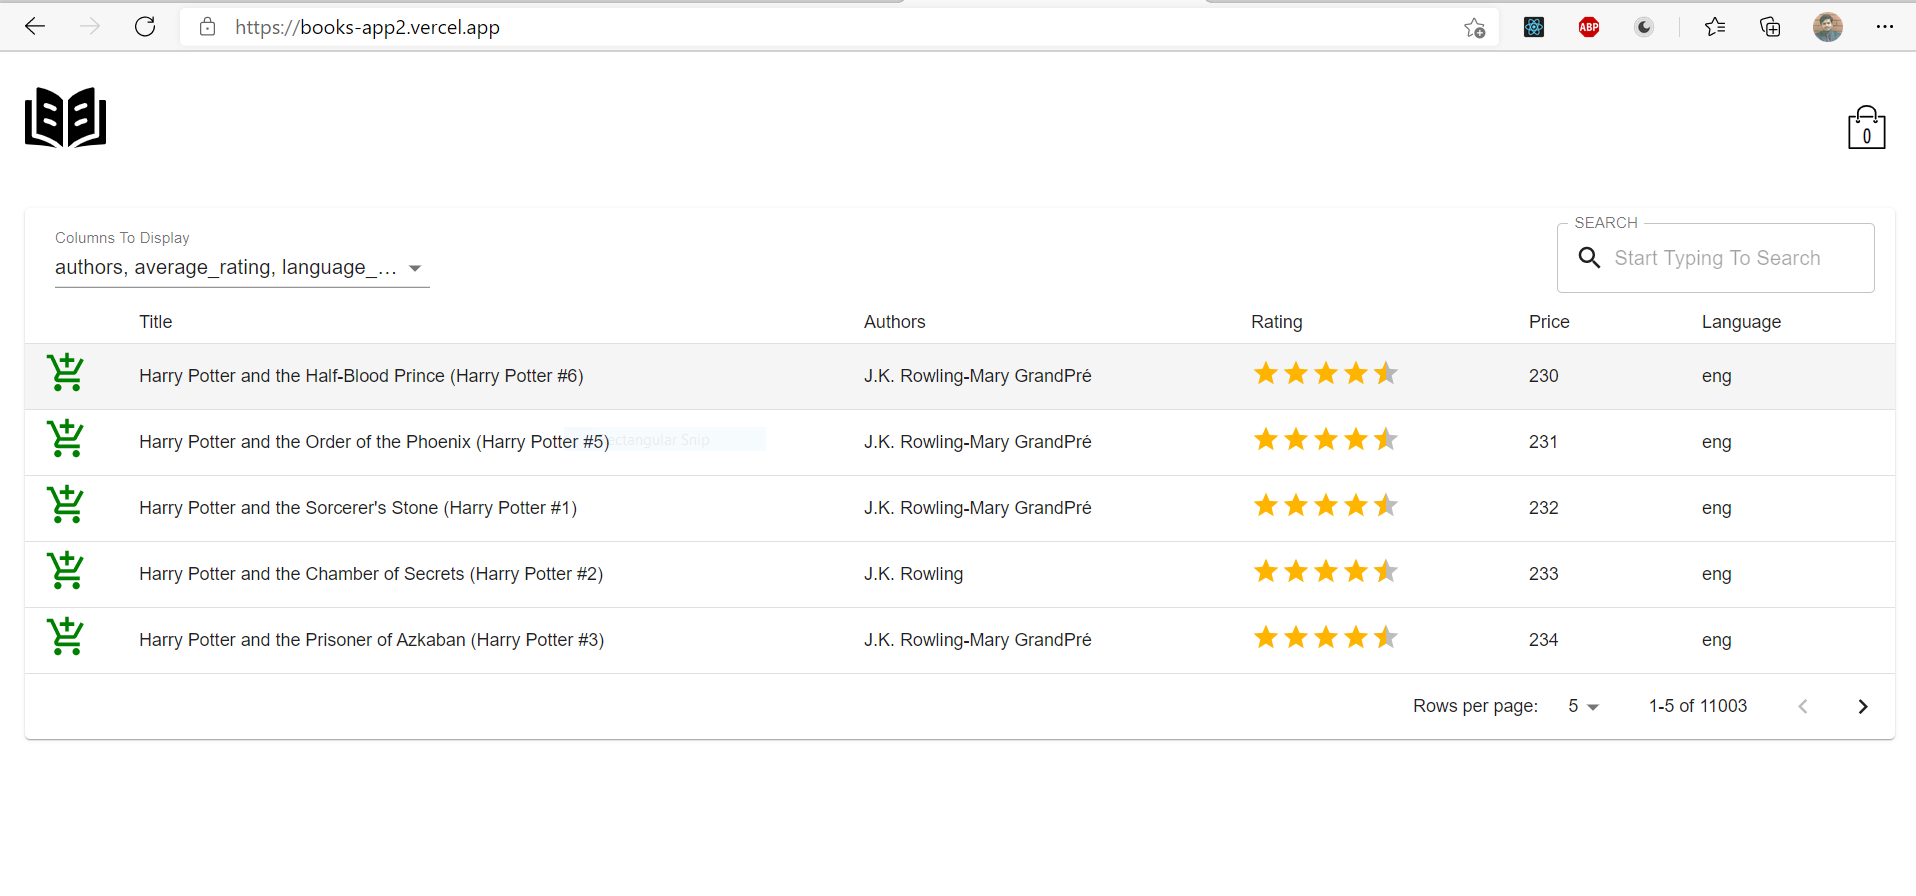 https://books-app2.vercel.app
ABP
0
Columns To Display
authors, average_rating, language_...
SEARCH
Start Typing To Search
Title Authors Rating Price Language
Harry Potter and the Half-Blood Prince (Harry Potter #6) J.K. Rowling-Mary GrandPré 230 eng
Harry Potter and the Order of the Phoenix (Harry Potter #5) J.K. Rowling-Mary GrandPré 231 eng
Snip
Harry Potter and the Sorcerer's Stone (Harry Potter #1) J.K. Rowling-Mary GrandPré 232 eng
Harry Potter and the Chamber of Secrets (Harry Potter #2) J.K. Rowling 233 eng
Harry Potter and the Prisoner of Azkaban (Harry Potter #3) J.K. Rowling-Mary GrandPré 234 eng
Rows per page: 5 1-5 of 11003